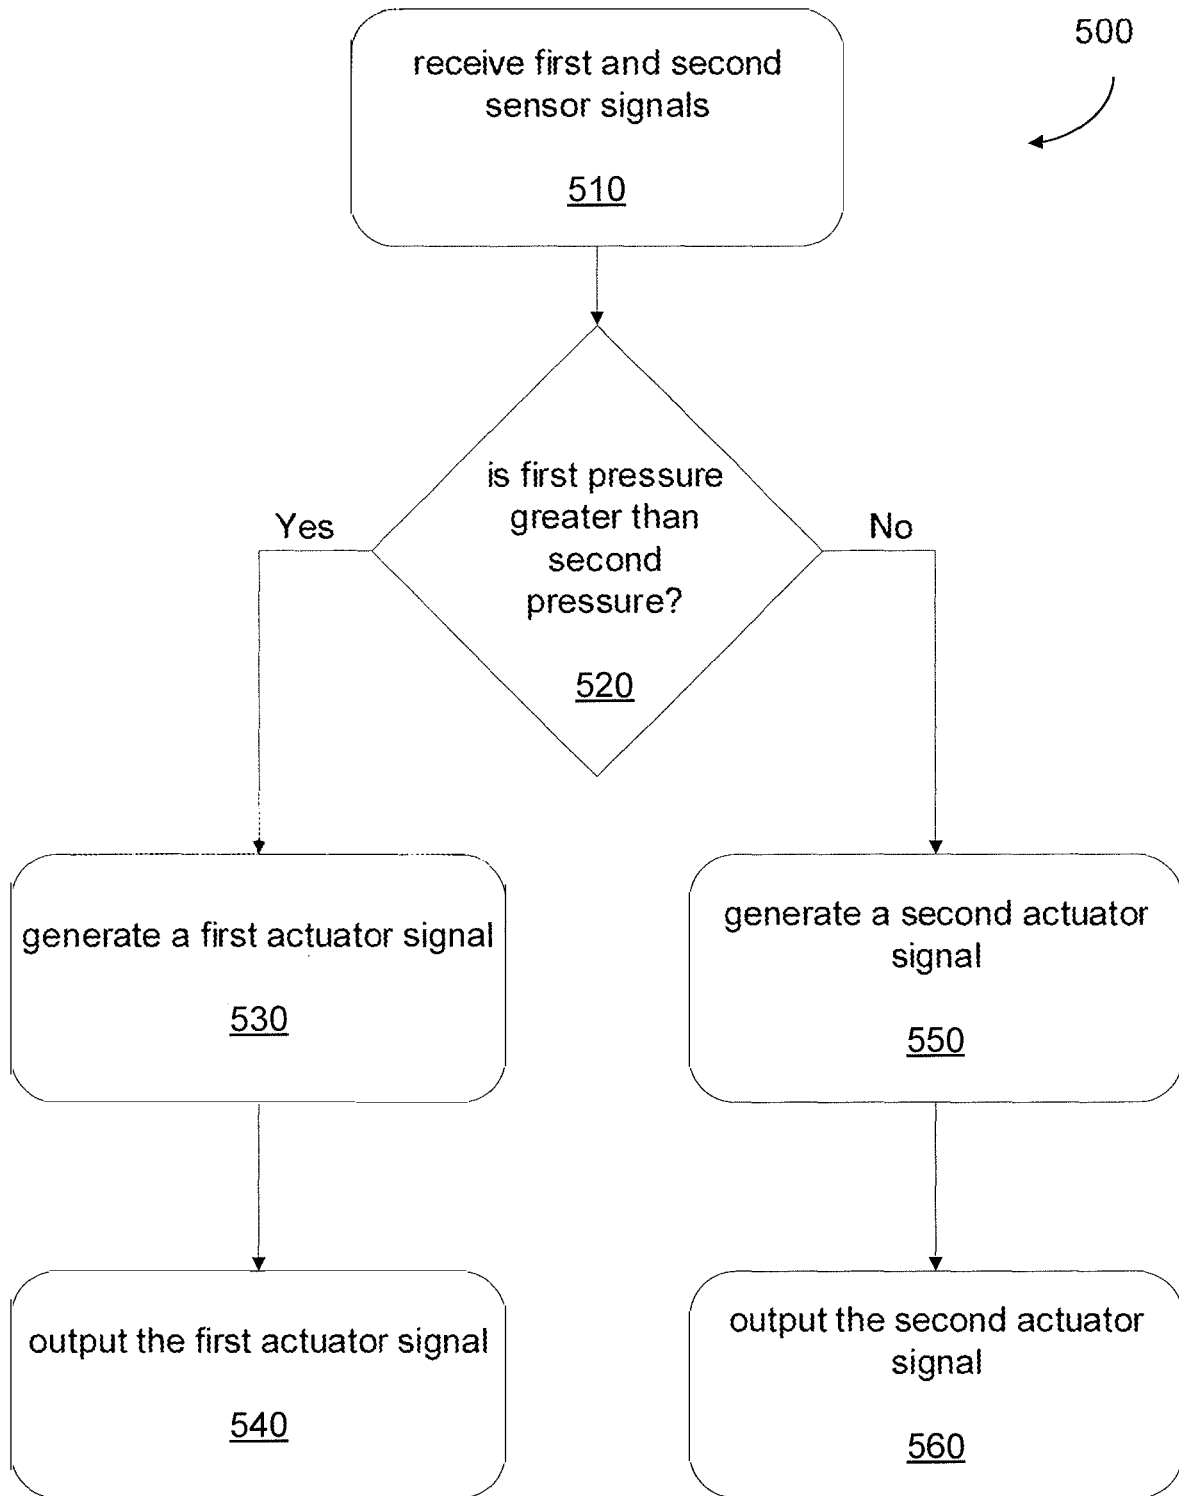 500
receive first and second
sensor signals
510
is first pressure
greater than
second
pressure?
520
Yes
No
generate a first actuator signal
530
generate a second actuator
signal
550
output the first actuator signal
540
output the second actuator
signal
560